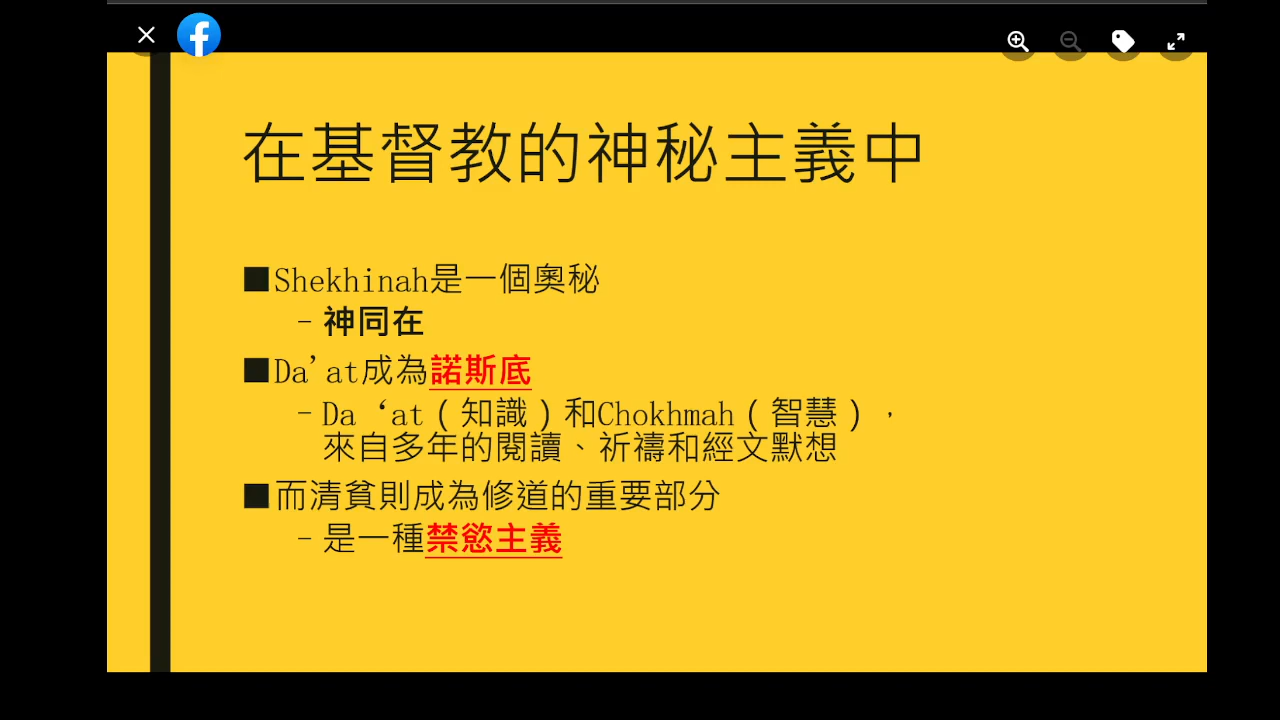 在基督教的神秘主義中
■Shekhinah是一個奧秘
– 神同在
■Da’at成為諾斯底
– Da ‘at（知識）和Chokhmah（智慧），
來自多年的閱讀、祈禱和經文默想
■而清貧則成為修道的重要部分
– 是一種禁慾主義